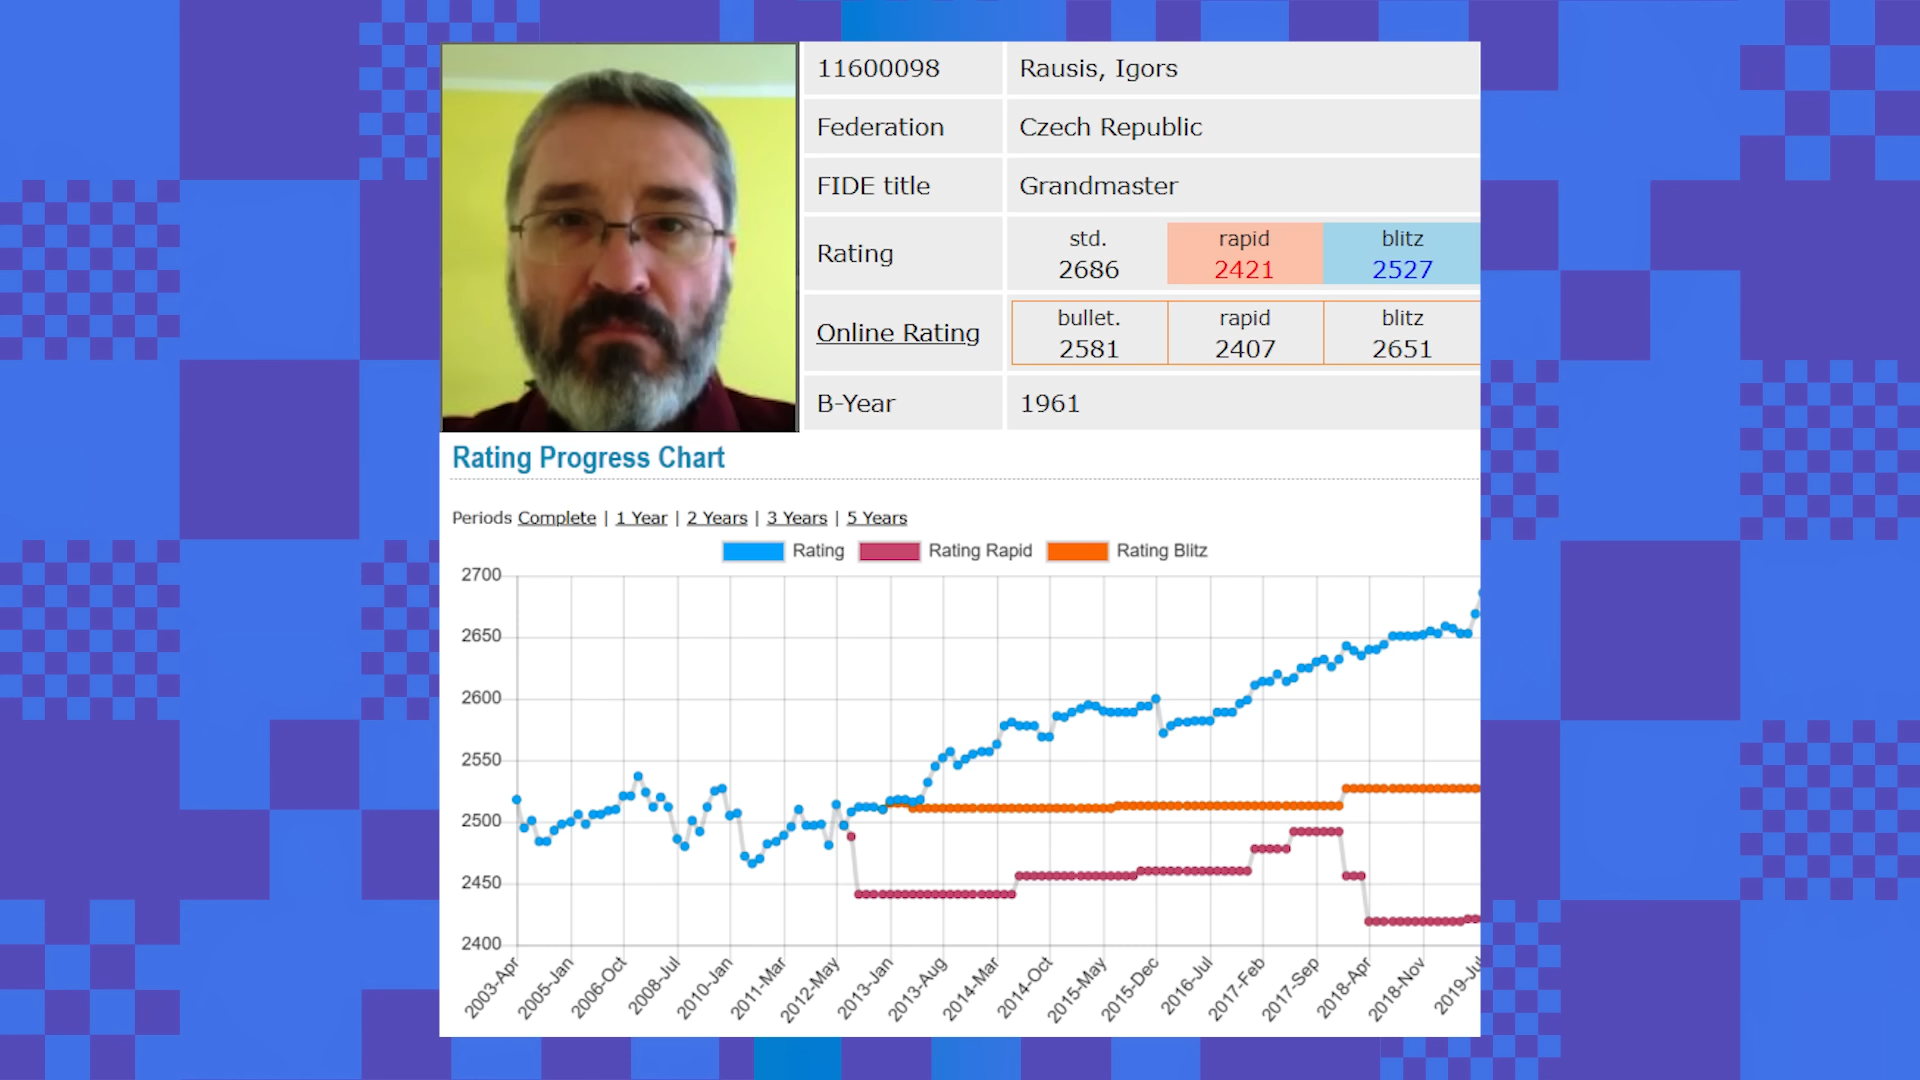 11600098 Rausis, Igors
Federation Czech Republic
FIDE title Grandmaster
Rating std. 2686 rapid 2421 blitz 2527
Online Rating bullet. 2581 rapid 2407 blitz 2651
B-Year 1961
Rating Progress Chart
Periods Complete | 1 Year | 2 Years | 3 Years | 5 Years
Rating Rating Rapid Rating Blitz
2700
2650
2600
2550
2500
2450
2400
2003-Apr 2005-Jan 2006-Oct 2008-Jul 2010-Jan 2011-Mar 2012-May 2013-Jan 2013-Aug 2014-Mar 2014-Oct 2015-May 2015-Dec 2016-Jul 2017-Feb 2017-Sep 2018-Apr 2018-Nov 2019-Jul